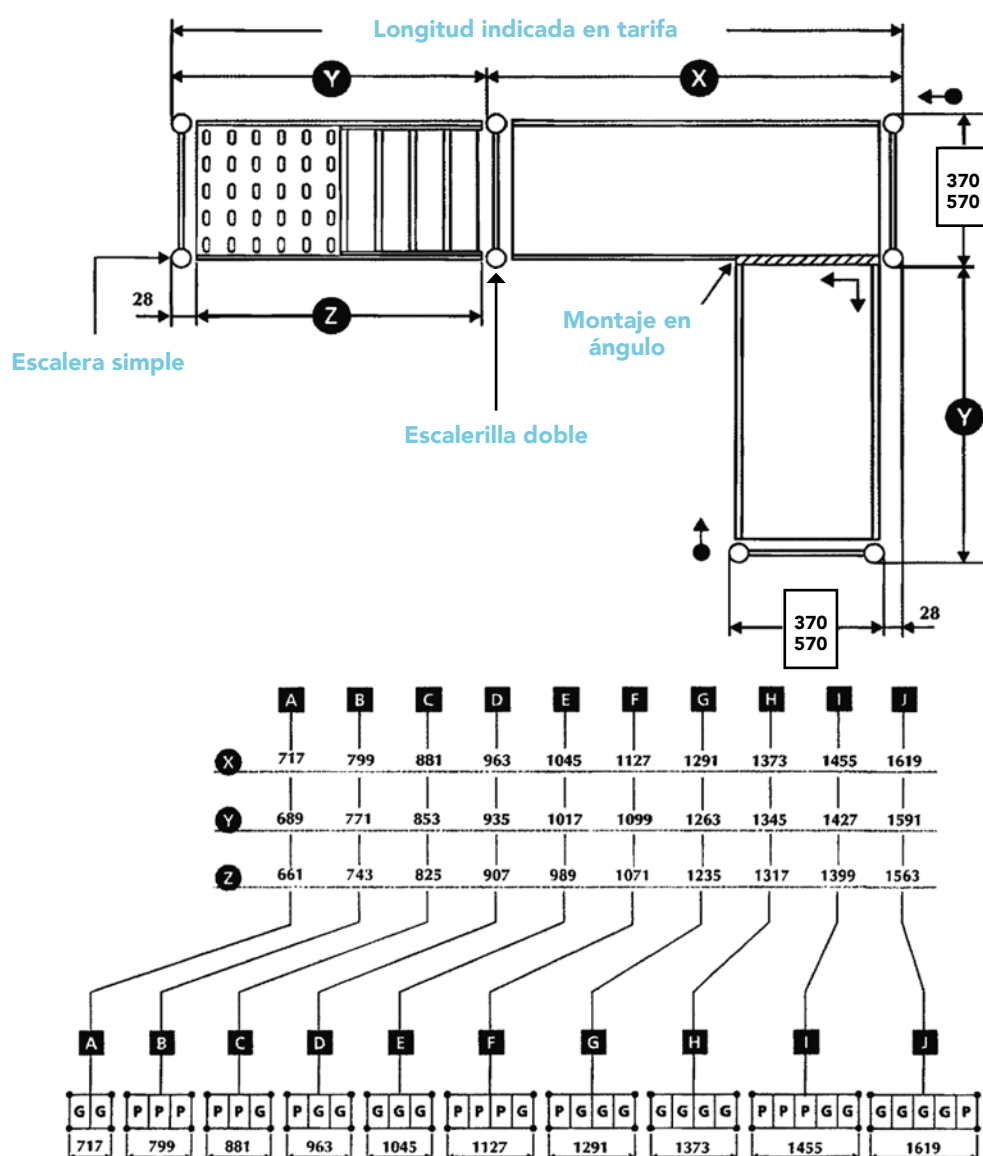 Longitud indicada en tarifa
Y X
370
570
28
Z
Escalera simple
Montaje en
ángulo
Escalerilla doble
Y
370
570
28
A B C D E F G H I J
X 717 799 881 963 1045 1127 1291 1373 1455 1619
Y 689 771 853 935 1017 1099 1263 1345 1427 1591
Z 661 743 825 907 989 1071 1235 1317 1399 1563
A B C D E F G H I J
G G P P P P P G P G G G G G P P P G P G G G G G G G P P P G G G G G G P
717 799 881 963 1045 1127 1291 1373 1455 1619